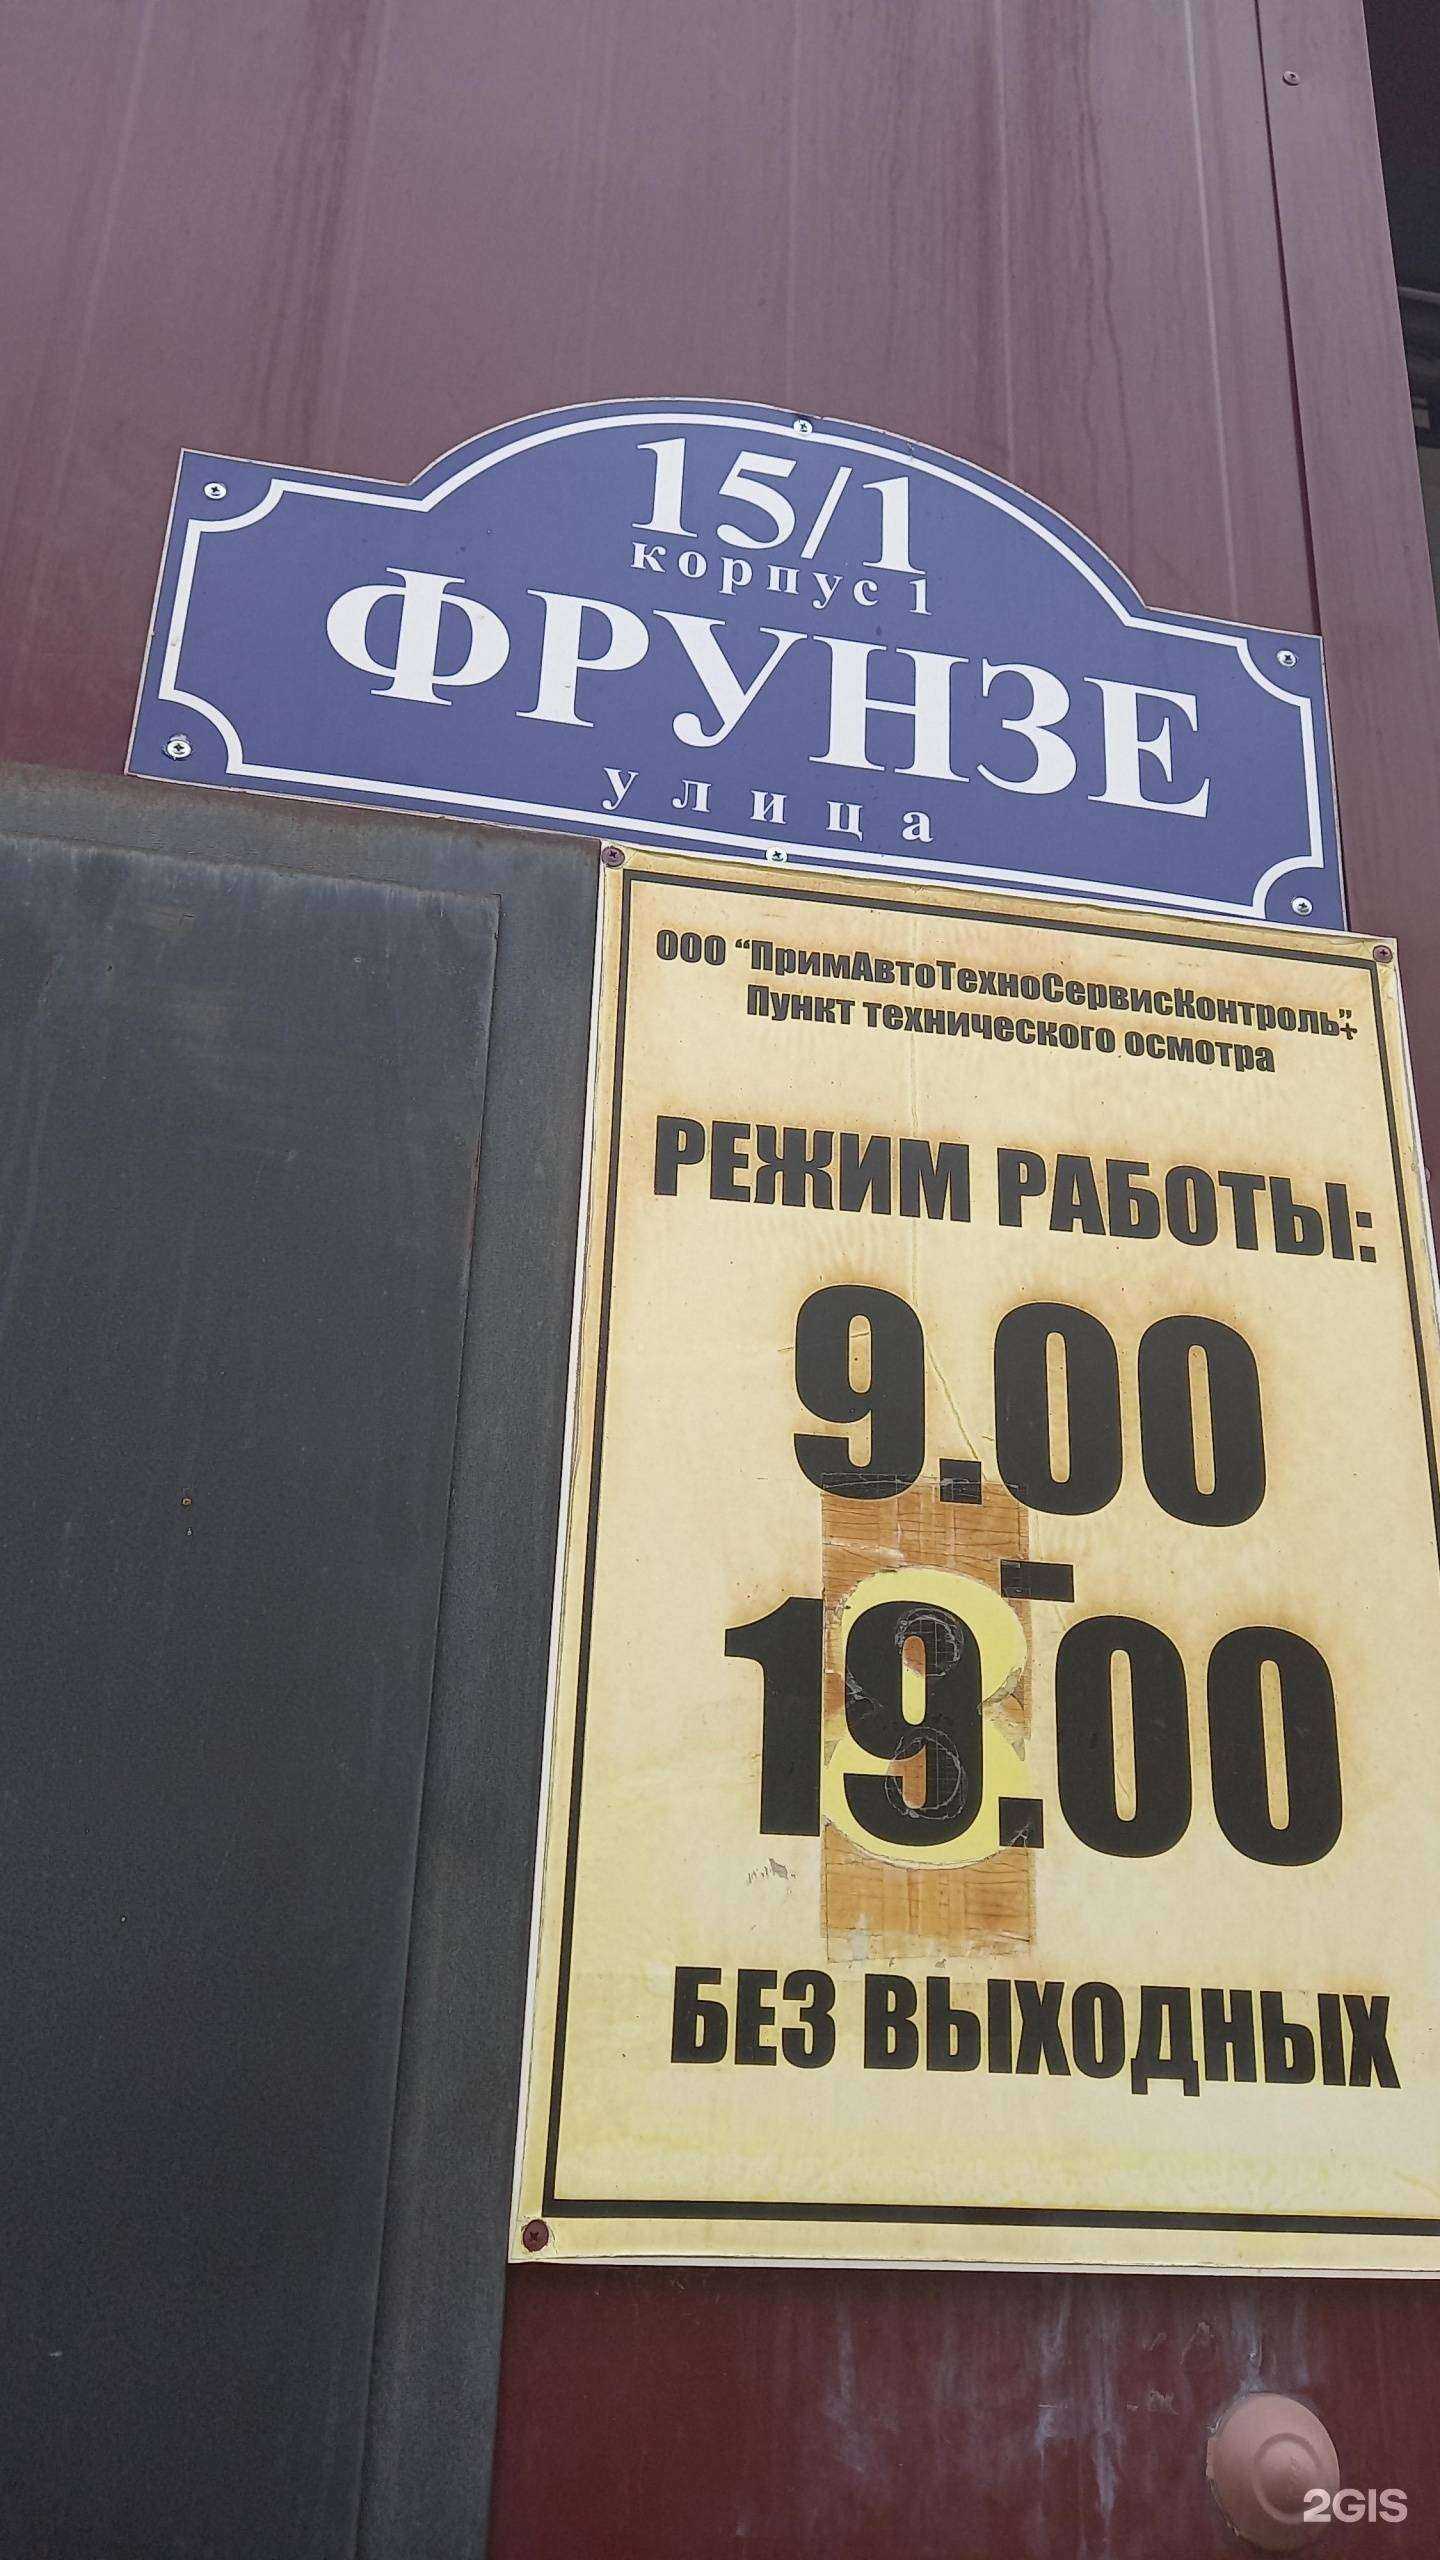 15/1
корпус 1
ФРУНЗЕ
улица
ООО “ПримАвтоТехноСервисКонтроль”+
Пункт технического осмотра
РЕЖИМ РАБОТЫ:
9.00
-
19.00
БЕЗ ВЫХОДНЫХ
2GIS